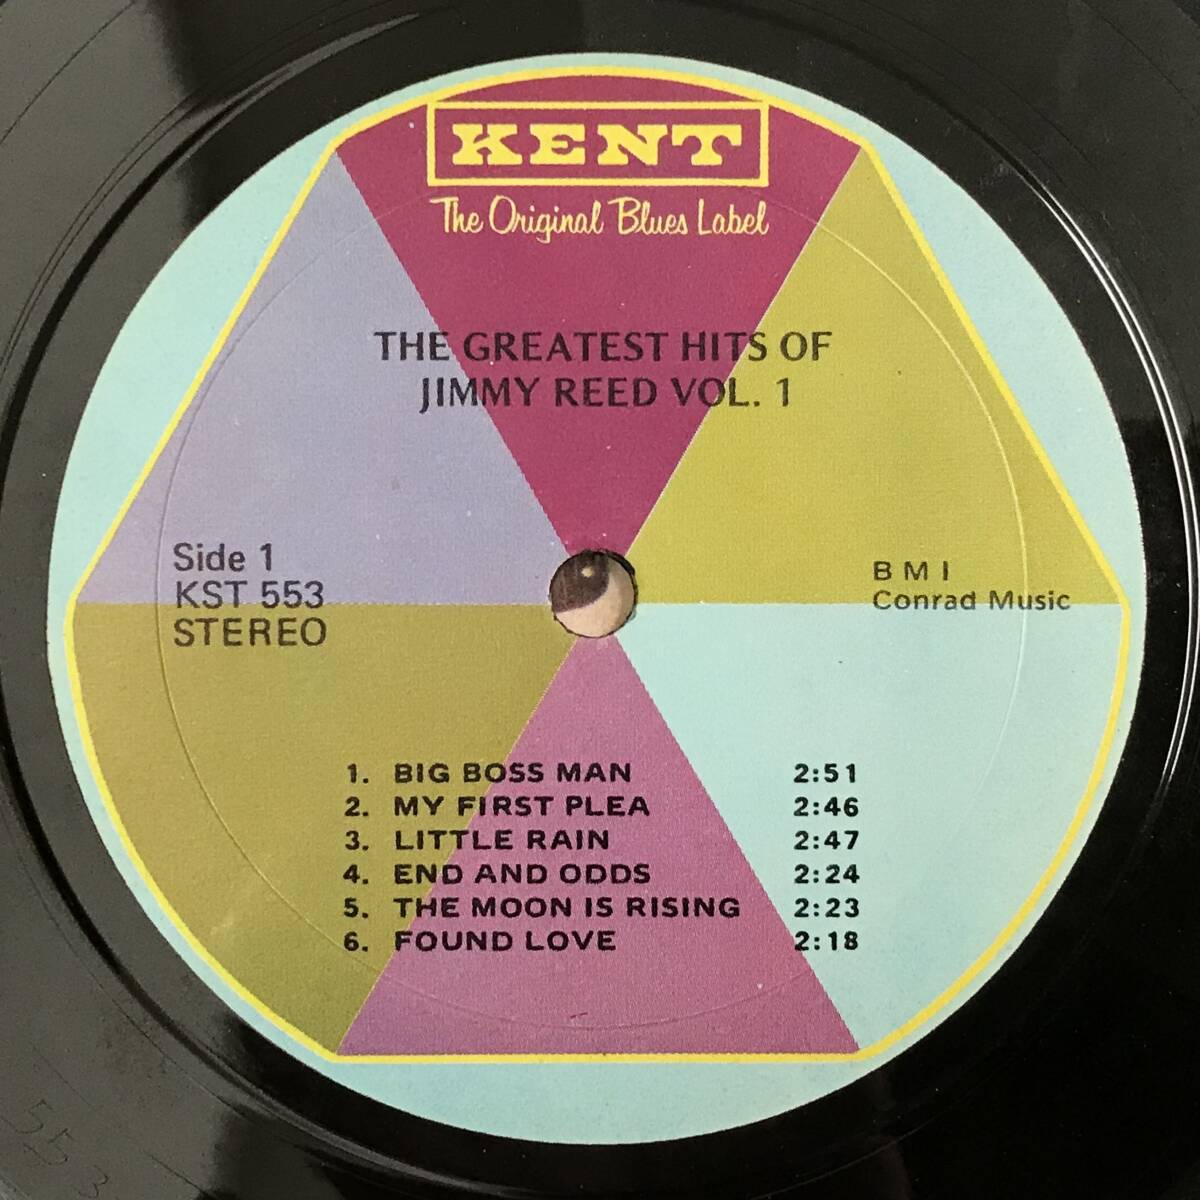 KENT
The Original Blues Label
THE GREATEST HITS OF
JIMMY REED VOL. 1
Side 1
KST 553
STEREO
B M I
Conrad Music
1. BIG BOSS MAN 2:51
2. MY FIRST PLEA 2:46
3. LITTLE RAIN 2:47
4. END AND ODDS 2:24
5. THE MOON IS RISING 2:23
6. FOUND LOVE 2:18
553